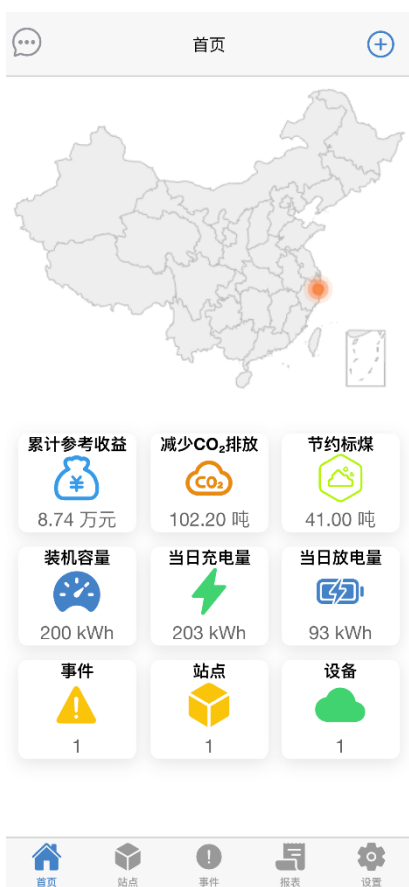 首页
累计参考收益
¥
8.74 万元
减少CO₂排放
CO₂
102.20 吨
节约标煤
41.00 吨
装机容量
200 kWh
当日充电量
203 kWh
当日放电量
93 kWh
事件
1
站点
1
设备
1
首页
站点
事件
报表
设置